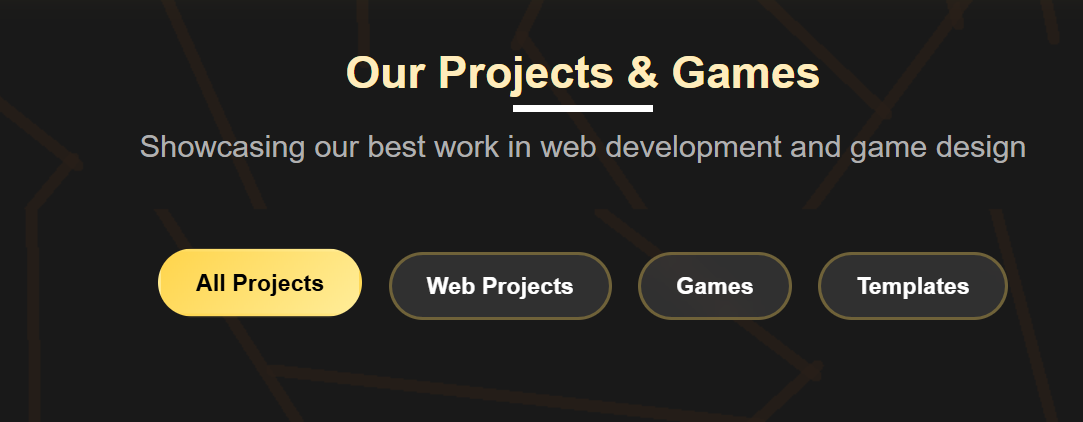 Our Projects & Games
Showcasing our best work in web development and game design
All Projects
Web Projects
Games
Templates